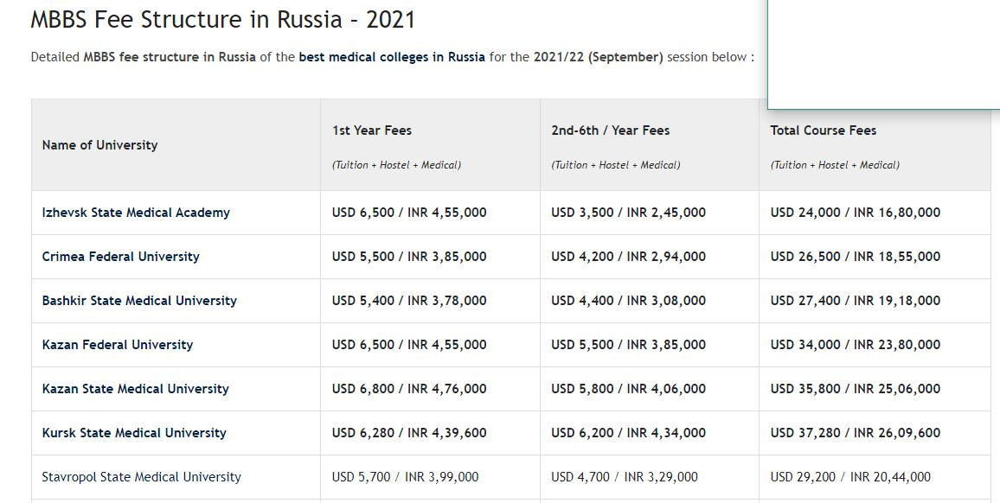 MBBS Fee Structure in Russia - 2021
Detailed MBBS fee structure in Russia of the best medical colleges in Russia for the 2021/22 (September) session below :
Name of University
1st Year Fees
(Tuition + Hostel + Medical)
2nd-6th / Year Fees
(Tuition + Hostel + Medical)
Total Course Fees
(Tuition + Hostel + Medical)
Izhevsk State Medical Academy USD 6,500 / INR 4,55,000 USD 3,500 / INR 2,45,000 USD 24,000 / INR 16,80,000
Crimea Federal University USD 5,500 / INR 3,85,000 USD 4,200 / INR 2,94,000 USD 26,500 / INR 18,55,000
Bashkir State Medical University USD 5,400 / INR 3,78,000 USD 4,400 / INR 3,08,000 USD 27,400 / INR 19,18,000
Kazan Federal University USD 6,500 / INR 4,55,000 USD 5,500 / INR 3,85,000 USD 34,000 / INR 23,80,000
Kazan State Medical University USD 6,800 / INR 4,76,000 USD 5,800 / INR 4,06,000 USD 35,800 / INR 25,06,000
Kursk State Medical University USD 6,280 / INR 4,39,600 USD 6,200 / INR 4,34,000 USD 37,280 / INR 26,09,600
Stavropol State Medical University USD 5,700 / INR 3,99,000 USD 4,700 / INR 3,29,000 USD 29,200 / INR 20,44,000